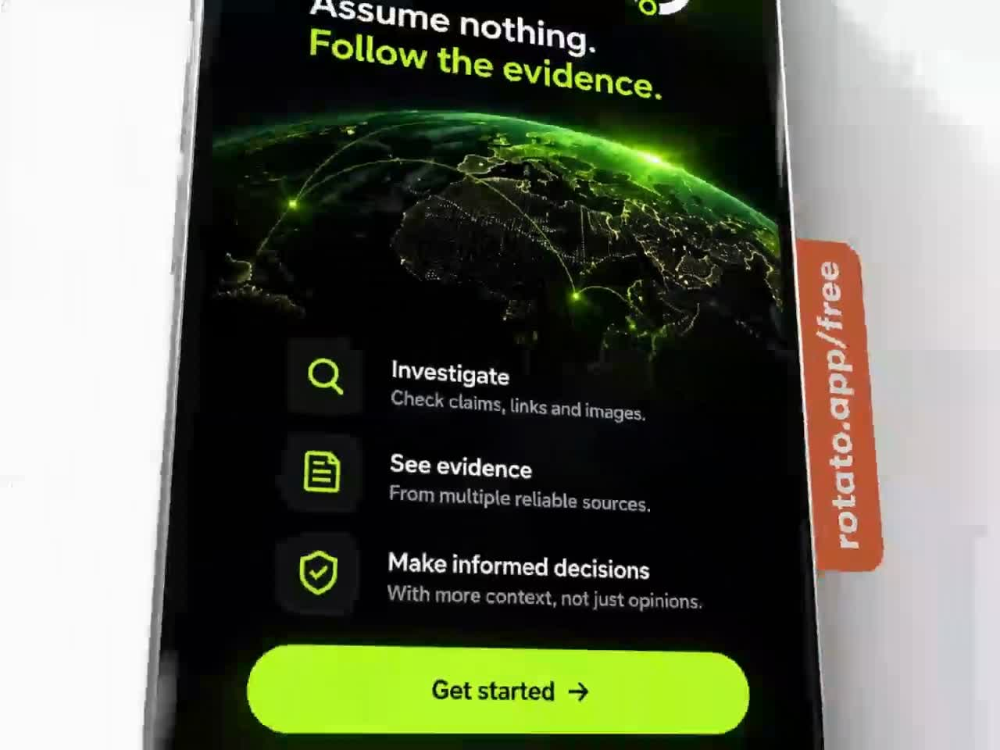 Assume nothing.
Follow the evidence.
Investigate
Check claims, links and images.
See evidence
From multiple reliable sources.
Make informed decisions
With more context, not just opinions.
Get started →
rotato.app/free